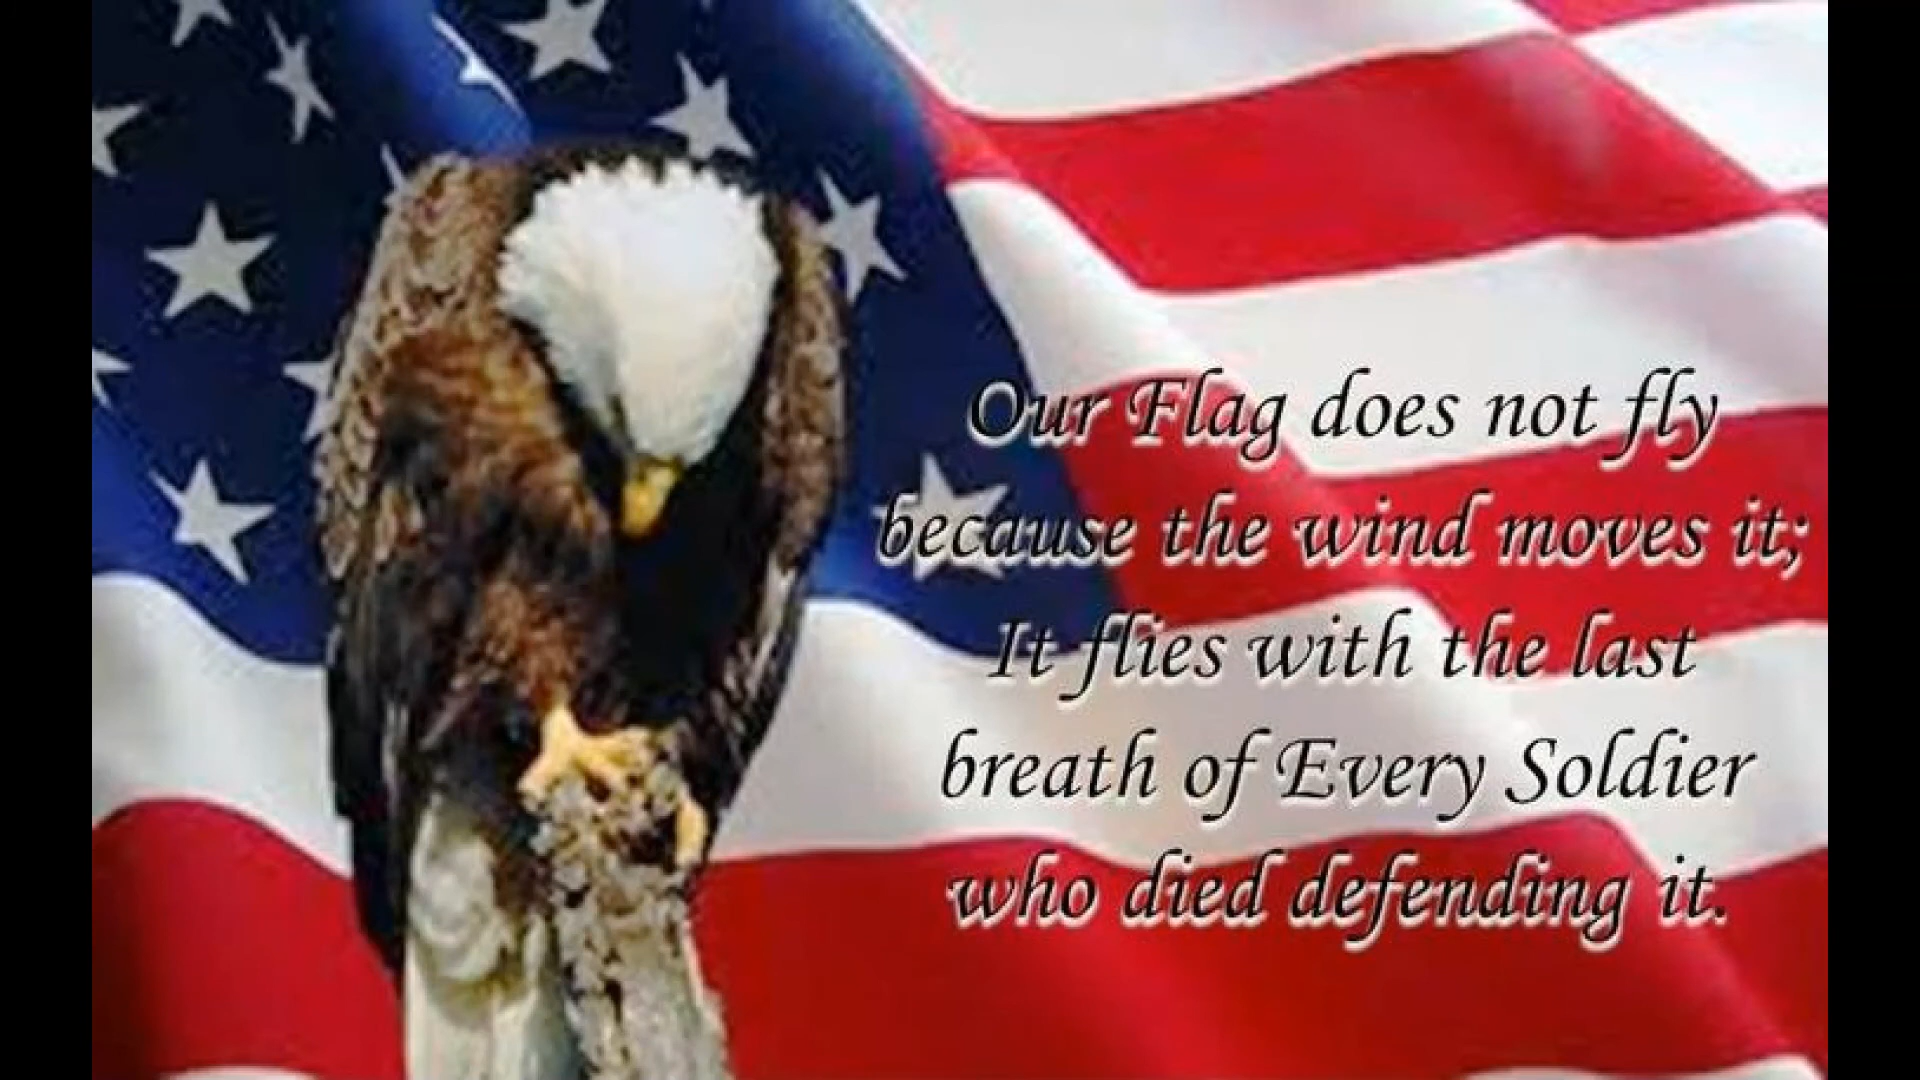 Our Flag does not fly
because the wind moves it;
It flies with the last
breath of Every Soldier
who died defending it.